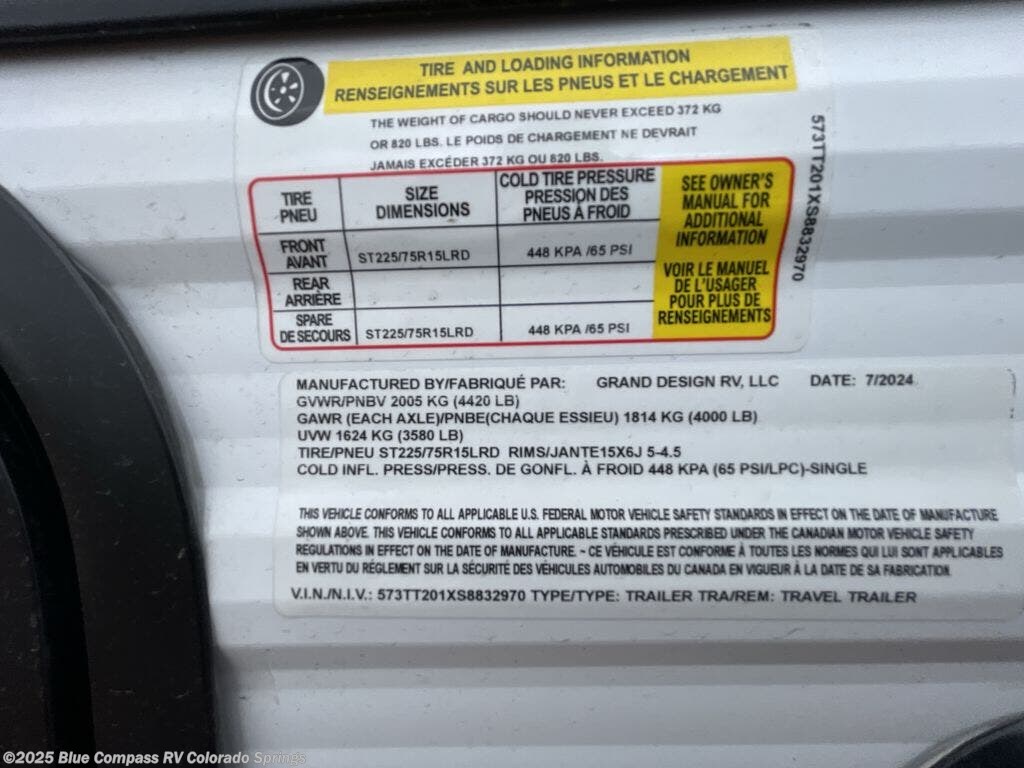 TIRE AND LOADING INFORMATION
RENSEIGNEMENTS SUR LES PNEUS ET LE CHARGEMENT
THE WEIGHT OF CARGO SHOULD NEVER EXCEED 372 KG
OR 820 LBS. LE POIDS DE CHARGEMENT NE DEVRAIT
JAMAIS EXCÉDER 372 KG OU 820 LBS.
TIRE
PNEU
SIZE
DIMENSIONS
COLD TIRE PRESSURE
PRESSION DES
PNEUS À FROID
FRONT
AVANT
ST225/75R15LRD
448 KPA /65 PSI
REAR
ARRIÈRE
SPARE
DE SECOURS
ST225/75R15LRD
448 KPA /65 PSI
SEE OWNER'S
MANUAL FOR
ADDITIONAL
INFORMATION
VOIR LE MANUEL
DE L'USAGER
POUR PLUS DE
RENSEIGNEMENTS
573TT201XS8832970
MANUFACTURED BY/FABRIQUÉ PAR: GRAND DESIGN RV, LLC DATE: 7/2024
GVWR/PNBV 2005 KG (4420 LB)
GAWR (EACH AXLE)/PNBE(CHAQUE ESSIEU) 1814 KG (4000 LB)
UVW 1624 KG (3580 LB)
TIRE/PNEU ST225/75R15LRD RIMS/JANTE15X6J 5-4.5
COLD INFL. PRESS/PRESS. DE GONFL. À FROID 448 KPA (65 PSI/LPC)-SINGLE
THIS VEHICLE CONFORMS TO ALL APPLICABLE U.S. FEDERAL MOTOR VEHICLE SAFETY STANDARDS IN EFFECT ON THE DATE OF MANUFACTURE
SHOWN ABOVE. THIS VEHICLE CONFORMS TO ALL APPLICABLE STANDARDS PRESCRIBED UNDER THE CANADIAN MOTOR VEHICLE SAFETY
REGULATIONS IN EFFECT ON THE DATE OF MANUFACTURE. ~ CE VÉHICULE EST CONFORME À TOUTES LES NORMES QUI LUI SONT APPLICABLES
EN VERTU DU RÉGLEMENT SUR LA SÉCURITÉ DES VÉHICULES AUTOMOBILES DU CANADA EN VIGUEUR À LA DATE DE SA FABRICATION.
V.I.N./N.I.V.: 573TT201XS8832970 TYPE/TYPE: TRAILER TRA/REM: TRAVEL TRAILER
©2025 Blue Compass RV Colorado Springs